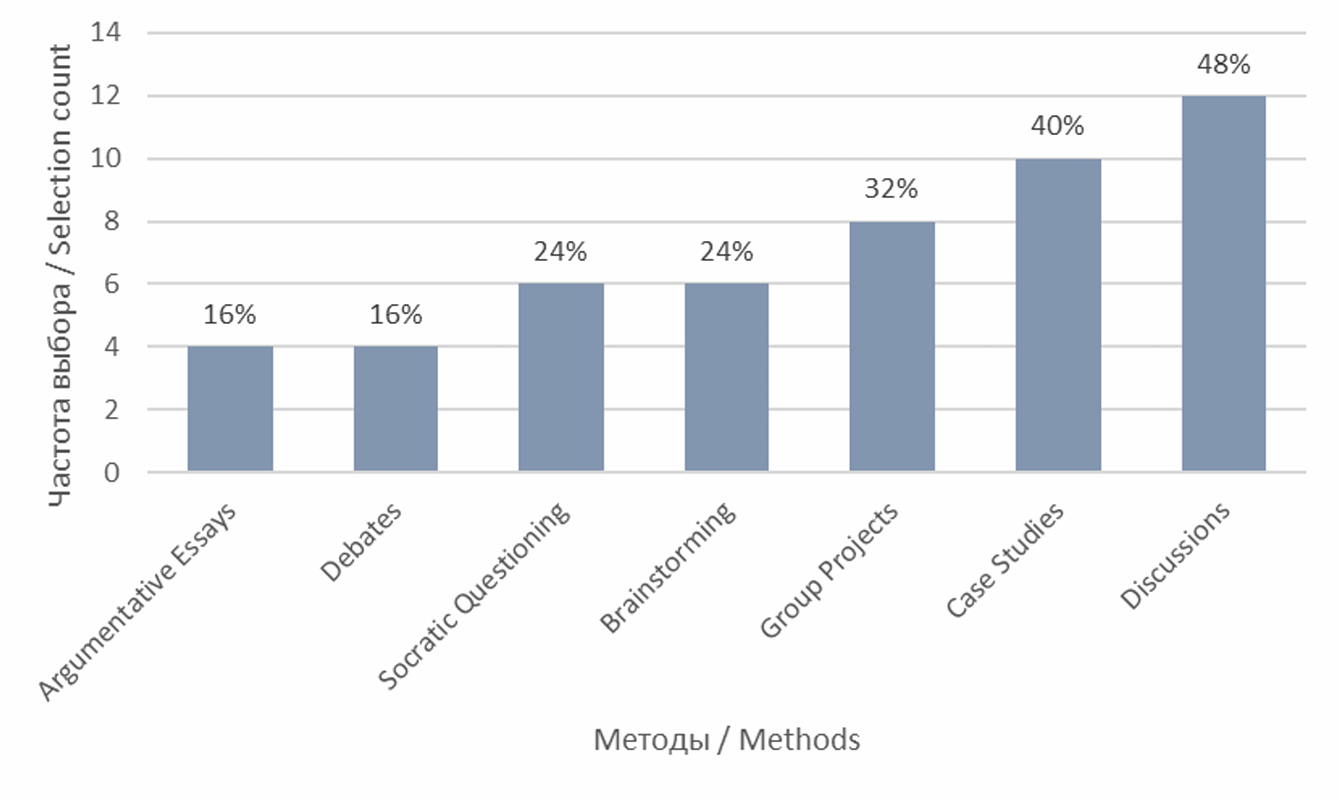 Частота выбора / Selection count
14
12
10
8
6
4
2
0
16%
16%
24%
24%
32%
40%
48%
Argumentative Essays
Debates
Socratic Questioning
Brainstorming
Group Projects
Case Studies
Discussions
Методы / Methods